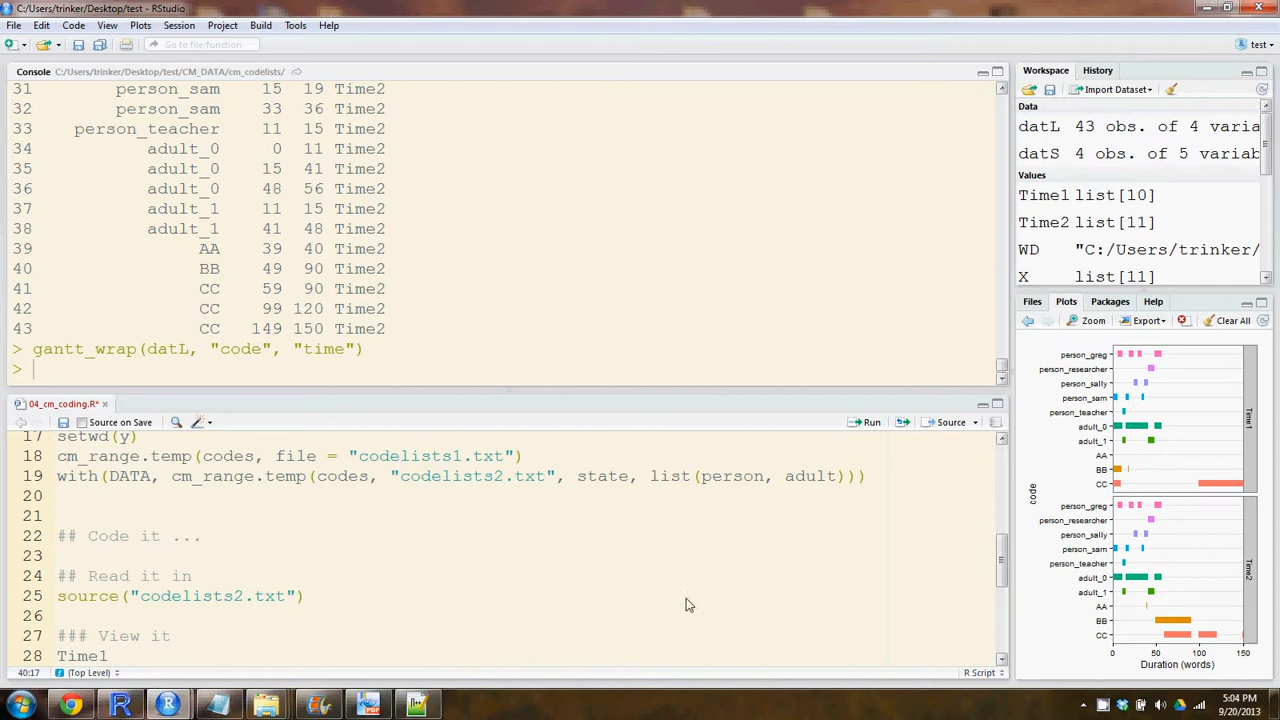 C:/Users/trinker/Desktop/test - RStudio
File Edit Code View Plots Session Project Build Tools Help
Go to file/function
test
Console C:/Users/trinker/Desktop/test/CM_DATA/cm_codelists/
31 person_sam 15 19 Time2
32 person_sam 33 36 Time2
33 person_teacher 11 15 Time2
34 adult_0 0 11 Time2
35 adult_0 15 41 Time2
36 adult_0 48 56 Time2
37 adult_1 11 15 Time2
38 adult_1 41 48 Time2
39 AA 39 40 Time2
40 BB 49 90 Time2
41 CC 59 90 Time2
42 CC 99 120 Time2
43 CC 149 150 Time2
> gantt_wrap(datL, "code", "time")
>
04_cm_coding.R*
Source on Save Run Source
17 setwd(y)
18 cm_range.temp(codes, file = "codelists1.txt")
19 with(DATA, cm_range.temp(codes, "codelists2.txt", state, list(person, adult)))
20
21
22 ## Code it ...
23
24 ## Read it in
25 source("codelists2.txt")
26
27 ### View it
28 Time1
40:17 (Top Level) R Script
Workspace History
Import Dataset
Data
datL 43 obs. of 4 varia
datS 4 obs. of 5 variab
Values
Time1 list[10]
Time2 list[11]
WD "C:/Users/trinker/
X list[11]
Files Plots Packages Help
Zoom Export Clear All
person_greg
person_researcher
person_sally
person_sam
person_teacher
adult_0
adult_1
AA
BB
CC
Time1
code
person_greg
person_researcher
person_sally
person_sam
person_teacher
adult_0
adult_1
AA
BB
CC
Time2
0 50 100 150
Duration (words)
5:04 PM
9/20/2013